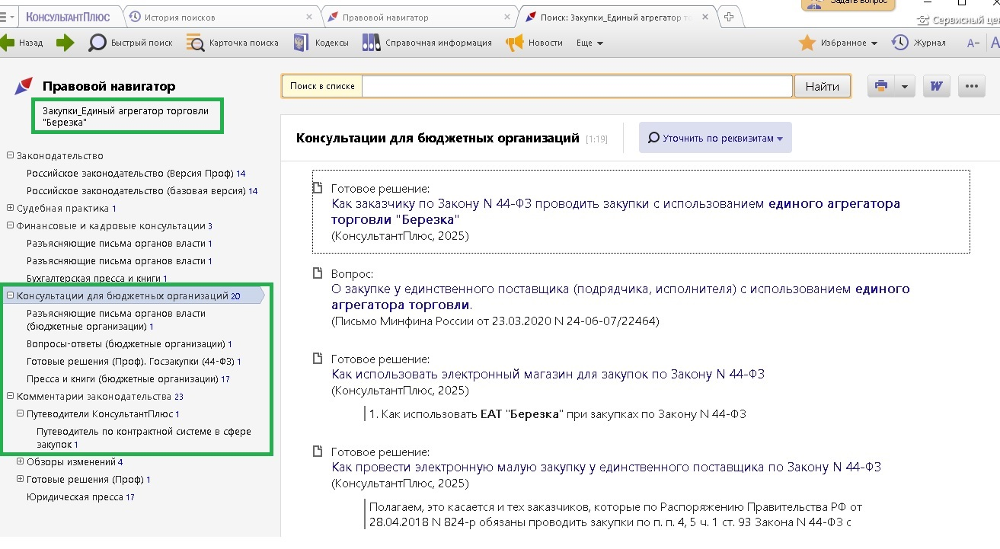 КОНСУЛЬТАНТПЛЮС
История поисков
Правовой навигатор
Поиск: Закупки_Единый агрегатор
Задать вопрос
Сервисный
Назад
Быстрый поиск
Карточка поиска
Кодексы
Справочная информация
Новости
Еще
Избранное
Журнал
А-
Правовой навигатор
Закупки_Единый агрегатор торговли
"Березка"
Законодательство
Российское законодательство (Версия Проф) 14
Российское законодательство (базовая версия) 14
Судебная практика 1
Финансовые и кадровые консультации 3
Разъясняющие письма органов власти 1
Разъясняющие письма органов власти 1
Бухгалтерская пресса и книги 1
Консультации для бюджетных организаций 20
Разъясняющие письма органов власти
(бюджетные организации) 1
Вопросы-ответы (бюджетные организации) 1
Готовые решения (Проф). Госзакупки (44-ФЗ) 1
Пресса и книги (бюджетные организации) 17
Комментарии законодательства 23
Путеводители КонсультантПлюс 1
Путеводитель по контрактной системе в сфере
закупок 1
Обзоры изменений 4
Готовые решения (Проф) 1
Юридическая пресса 17
Поиск в списке
Найти
W
Консультации для бюджетных организаций [1:19]
Уточнить по реквизитам
Готовое решение:
Как заказчику по Закону N 44-ФЗ проводить закупки с использованием единого агрегатора
торговли "Березка"
(КонсультантПлюс, 2025)
Вопрос:
О закупке у единственного поставщика (подрядчика, исполнителя) с использованием единого
агрегатора торговли.
(Письмо Минфина России от 23.03.2020 N 24-06-07/22464)
Готовое решение:
Как использовать электронный магазин для закупок по Закону N 44-ФЗ
(КонсультантПлюс, 2025)
1. Как использовать ЕАТ "Березка" при закупках по Закону N 44-ФЗ
Готовое решение:
Как провести электронную малую закупку у единственного поставщика по Закону N 44-ФЗ
(КонсультантПлюс, 2025)
Полагаем, это касается и тех заказчиков, которые по Распоряжению Правительства РФ от
28.04.2018 N 824-р обязаны проводить закупки по п. п. 4, 5 ч. 1 ст. 93 Закона N 44-ФЗ с